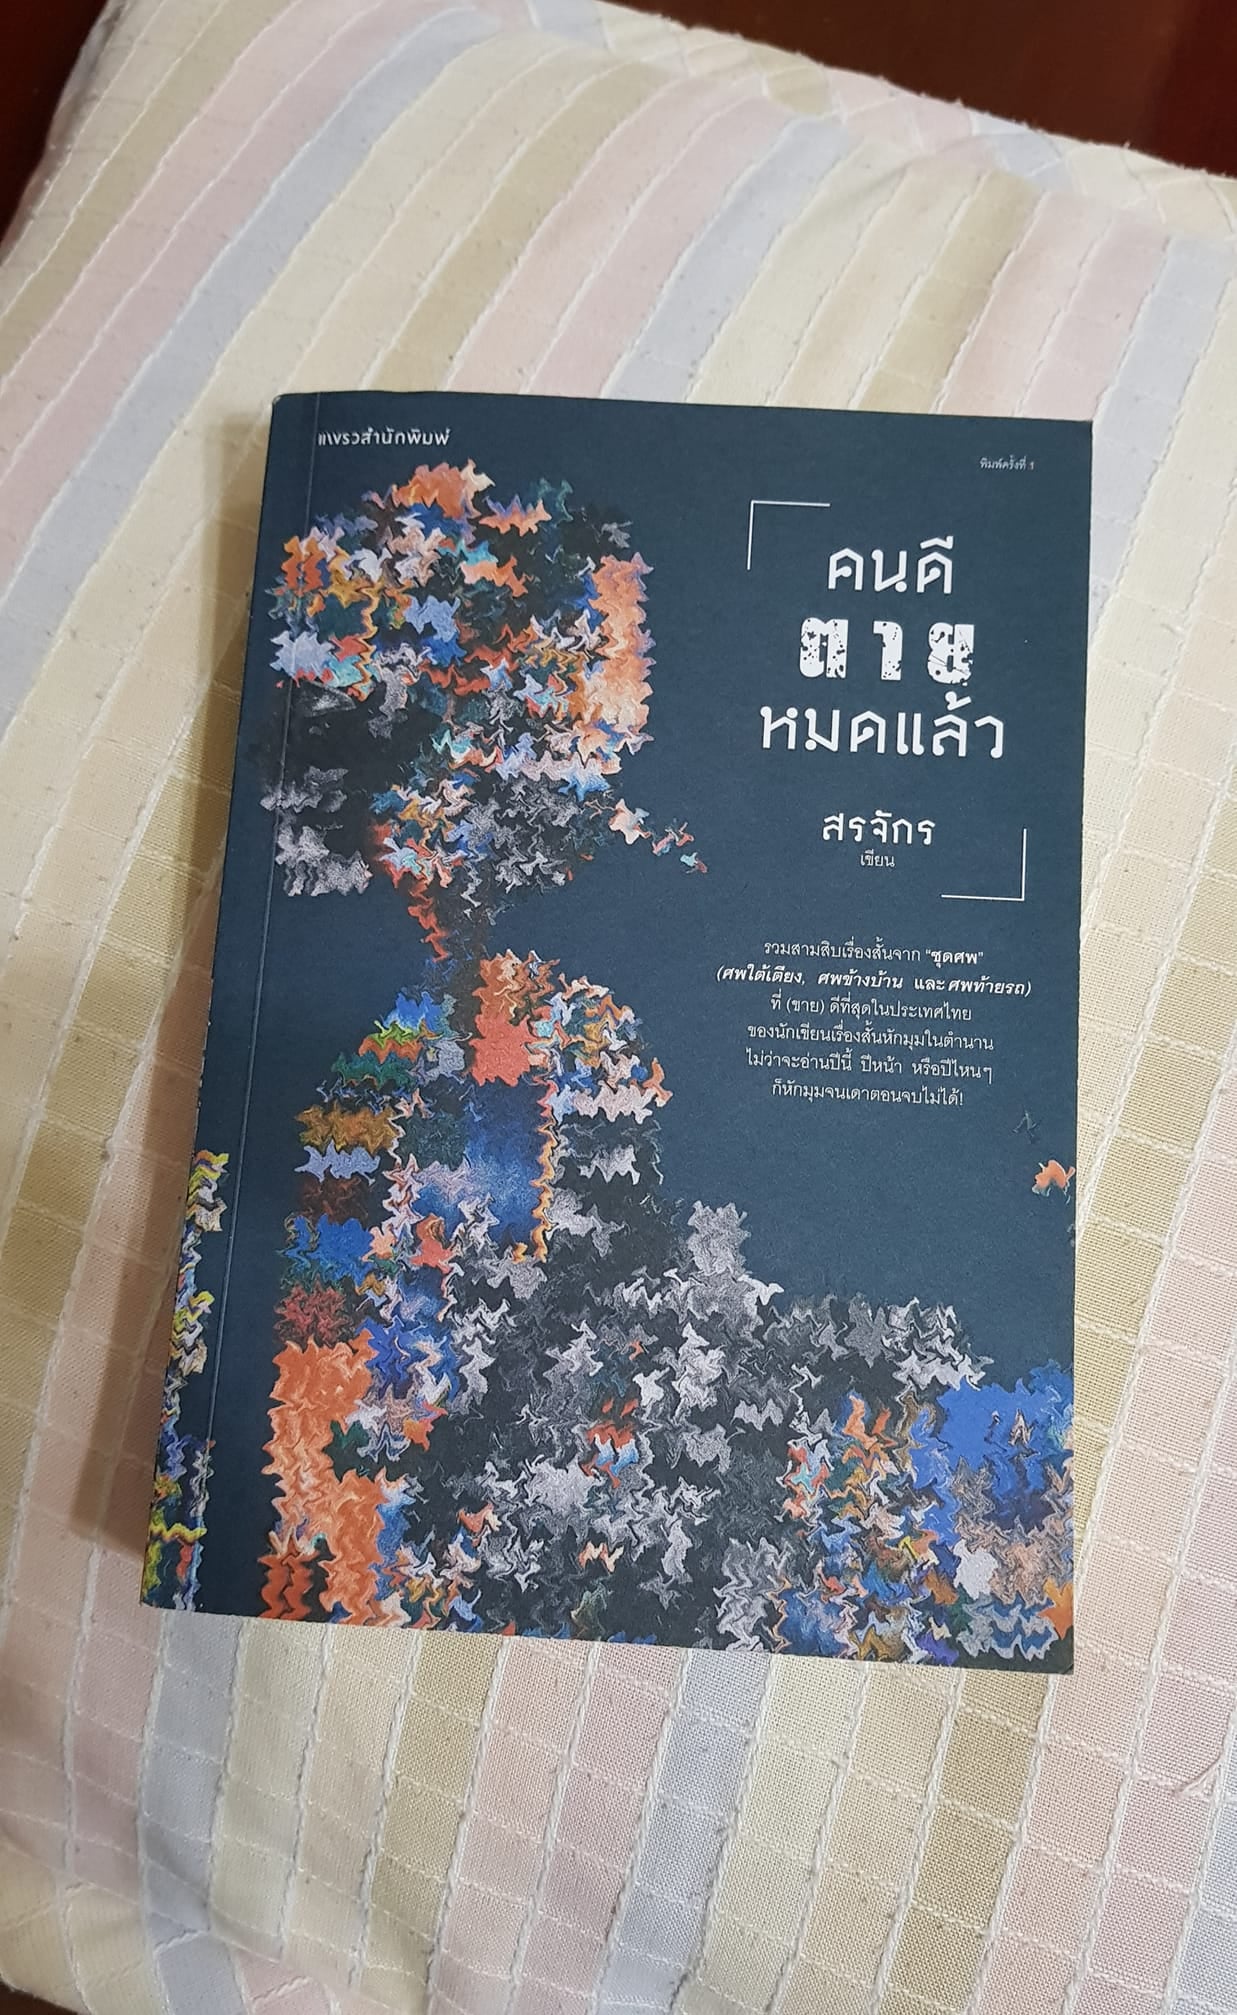 แพรวสำนักพิมพ์
พิมพ์ครั้งที่ 1
คนดี
ตาย
หมดแล้ว
สรจักร
เขียน
รวมสามสิบเรื่องสั้นจาก “ชุดศพ”
(ศพใต้เตียง, ศพข้างบ้าน และ ศพท้ายรถ)
ที่ (ขาย) ดีที่สุดในประเทศไทย
ของนักเขียนเรื่องสั้นหักมุมในตำนาน
ไม่ว่าจะอ่านปีนี้ ปีหน้า หรือปีไหนๆ
ก็หักมุมจนเดาตอนจบไม่ได้!